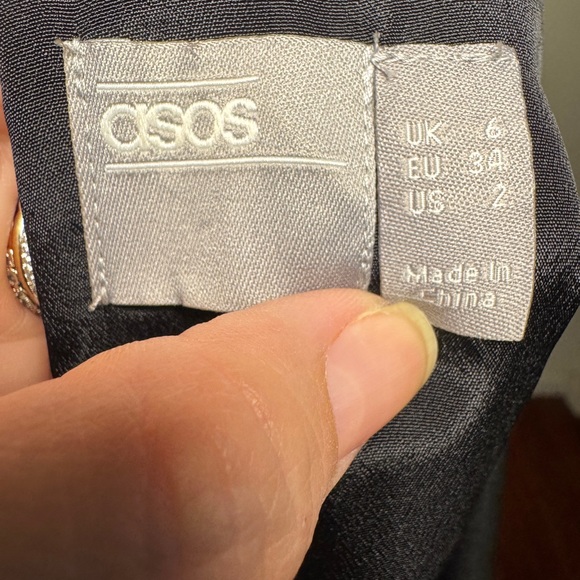 asos
UK 6
EU 34
US 2
Made In
China